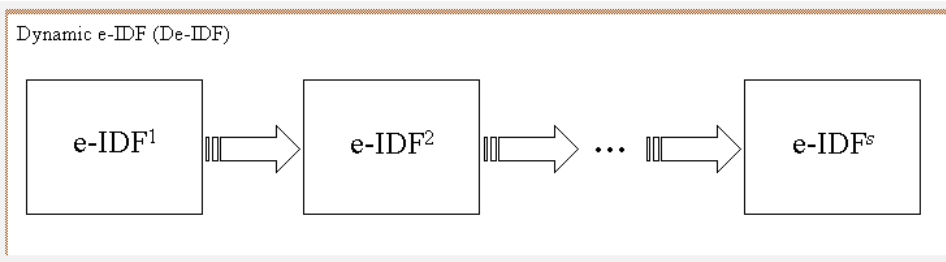 Dynamic e-IDF (De-IDF)
e-IDF¹ e-IDF² ... e-IDFˢ